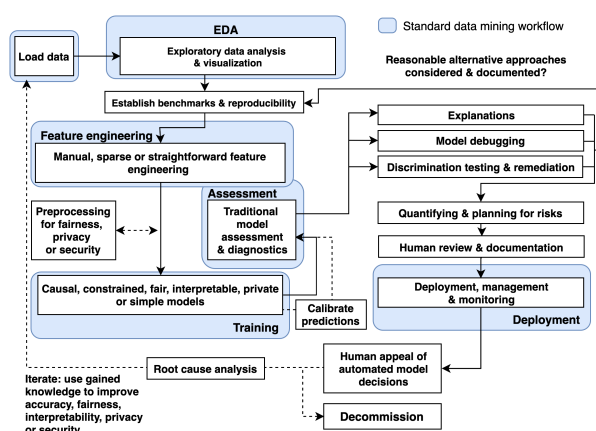 EDA
Standard data mining workflow
Load data
Exploratory data analysis
& visualization
Reasonable alternative approaches
considered & documented?
Establish benchmarks & reproducibility
Explanations
Feature engineering
Model debugging
Manual, sparse or straightforward feature
engineering
Discrimination testing & remediation
Assessment
Preprocessing
for fairness,
privacy
or security
Traditional
model
assessment
& diagnostics
Quantifying & planning for risks
Human review & documentation
Causal, constrained, fair, interpretable, private
or simple models
Deployment, management
& monitoring
Calibrate
predictions
Training
Deployment
Root cause analysis
Human appeal of
automated model
decisions
Iterate: use gained
knowledge to improve
accuracy, fairness,
interpretability, privacy
or security
Decommission